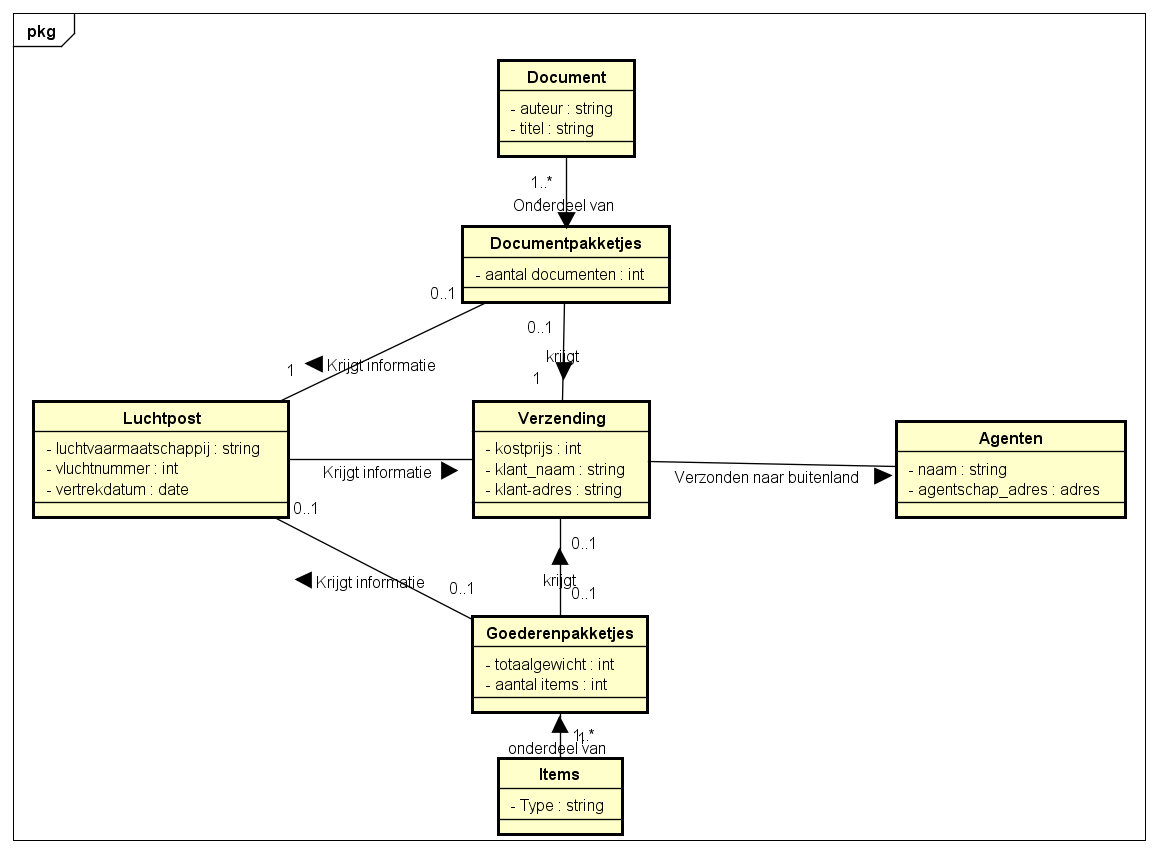 pkg
Document
- auteur : string
- titel : string
1..*
Onderdeel van
Documentpakketjes
- aantal documenten : int
0..1
0..1
krijgt
1
Krijgt informatie
1
Luchtpost
- luchtvaarmaatschappij : string
- vluchtnummer : int
- vertrekdatum : date
Krijgt informatie
Verzending
- kostprijs : int
- klant_naam : string
- klant-adres : string
Verzonden naar buitenland
Agenten
- naam : string
- agentschap_adres : adres
0..1
Krijgt informatie
0..1
0..1
krijgt
0..1
Goederenpakketjes
- totaalgewicht : int
- aantal items : int
1..*
1
onderdeel van
Items
- Type : string